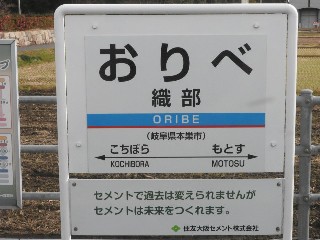 おりべ
織部
ORIBE
(岐阜県本巣市)
こちぼら もとす
KOCHIBORA MOTOSU
セメントで過去は変えられませんが
セメントは未来をつくれます。
住友大阪セメント株式会社